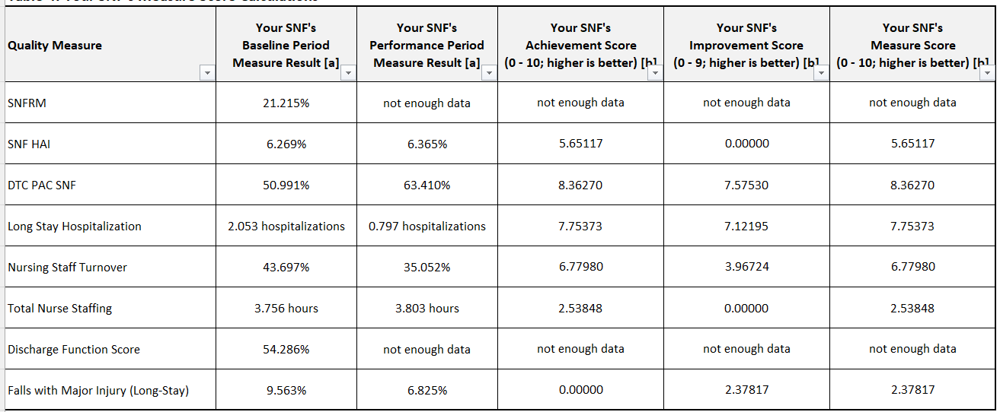 Quality Measure
Your SNF's
Baseline Period
Measure Result [a]
Your SNF's
Performance Period
Measure Result [a]
Your SNF's
Achievement Score
(0 - 10; higher is better) [b]
Your SNF's
Improvement Score
(0 - 9; higher is better) [b]
Your SNF's
Measure Score
(0 - 10; higher is better) [b]
SNFRM 21.215% not enough data not enough data not enough data not enough data
SNF HAI 6.269% 6.365% 5.65117 0.00000 5.65117
DTC PAC SNF 50.991% 63.410% 8.36270 7.57530 8.36270
Long Stay Hospitalization 2.053 hospitalizations 0.797 hospitalizations 7.75373 7.12195 7.75373
Nursing Staff Turnover 43.697% 35.052% 6.77980 3.96724 6.77980
Total Nurse Staffing 3.756 hours 3.803 hours 2.53848 0.00000 2.53848
Discharge Function Score 54.286% not enough data not enough data not enough data not enough data
Falls with Major Injury (Long-Stay) 9.563% 6.825% 0.00000 2.37817 2.37817